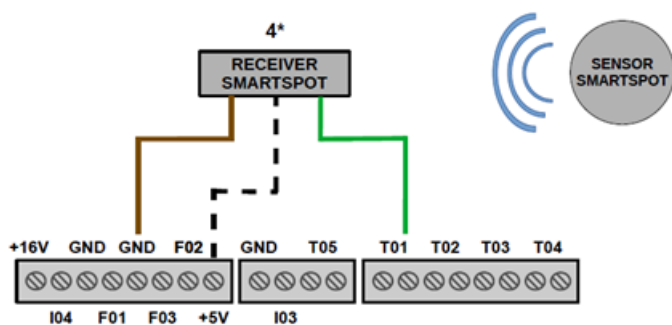 4*
RECEIVER
SMARTSPOT
SENSOR
SMARTSPOT
+16V GND GND F02 GND T05 T01 T02 T03 T04
I04 F01 F03 +5V I03